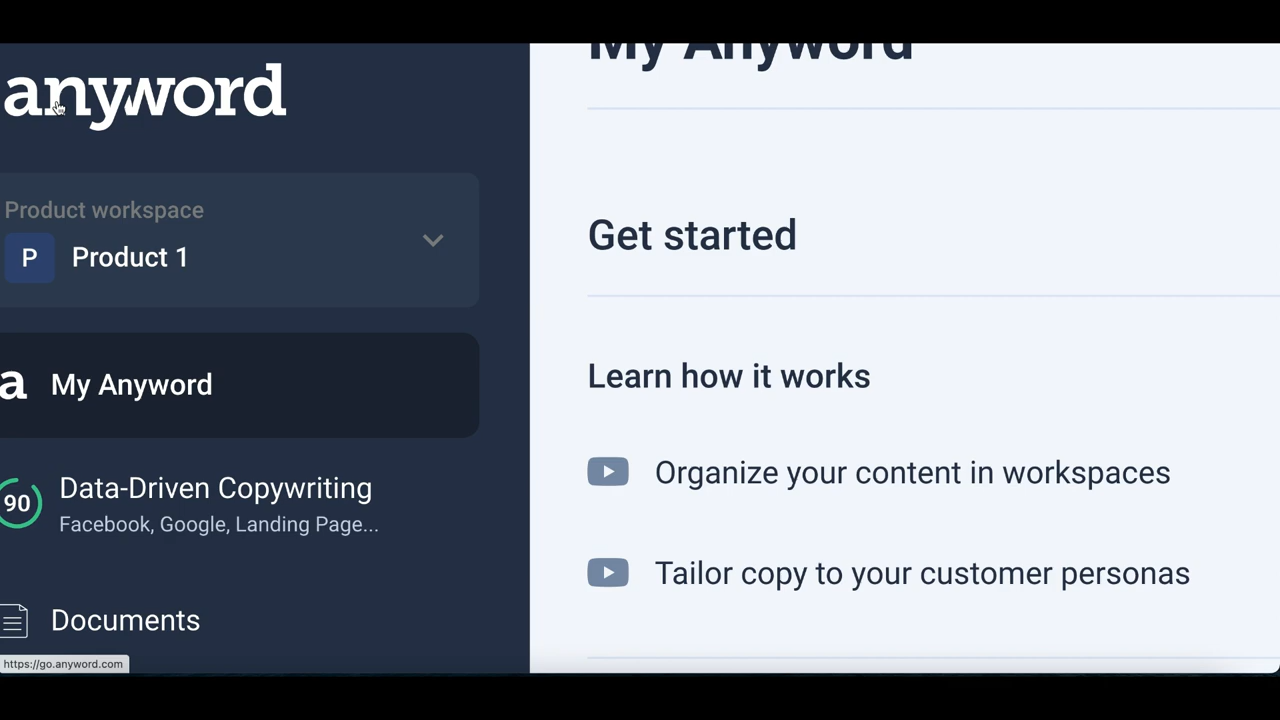 anyword
Product workspace
P
Product 1
a
My Anyword
90
Data-Driven Copywriting
Facebook, Google, Landing Page...
Documents
https://go.anyword.com
My Anyword
Get started
Learn how it works
Organize your content in workspaces
Tailor copy to your customer personas